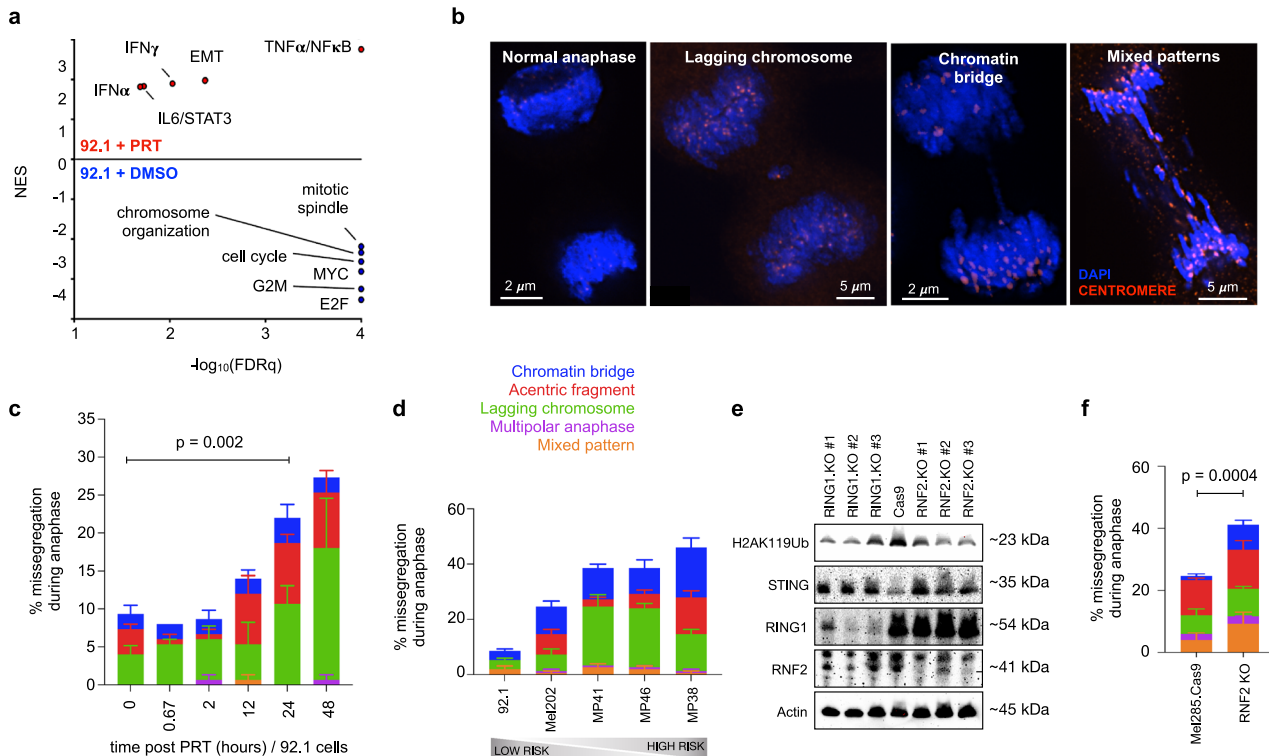 a
NES
3
2
1
0
-1
-2
-3
-4
IFNγ
TNFα/NFκB
EMT
IFNα
IL6/STAT3
92.1 + PRT
92.1 + DMSO
mitotic
spindle
chromosome
organization
cell cycle
MYC
G2M
E2F
1
2
3
4
-log10(FDRq)
b
Normal anaphase
Lagging chromosome
Chromatin
bridge
Mixed patterns
DAPI
CENTROMERE
2 μm
5 μm
2 μm
5 μm
Chromatin bridge
Acentric fragment
Lagging chromosome
Multipolar anaphase
Mixed pattern
c
% missegregation
during anaphase
35
30
25
20
15
10
5
0
p = 0.002
0
0.67
2
12
24
48
time post PRT (hours) / 92.1 cells
d
% missegregation
during anaphase
60
40
20
0
92.1
Mel202
MP41
MP46
MP38
LOW RISK
HIGH RISK
e
RING1.KO #1
RING1.KO #2
RING1.KO #3
Cas9
RNF2.KO #1
RNF2.KO #2
RNF2.KO #3
H2AK119Ub
~23 kDa
STING
~35 kDa
RING1
~54 kDa
RNF2
~41 kDa
Actin
~45 kDa
f
% missegregation
during anaphase
60
40
20
0
p = 0.0004
Mel285.Cas9
RNF2 KO